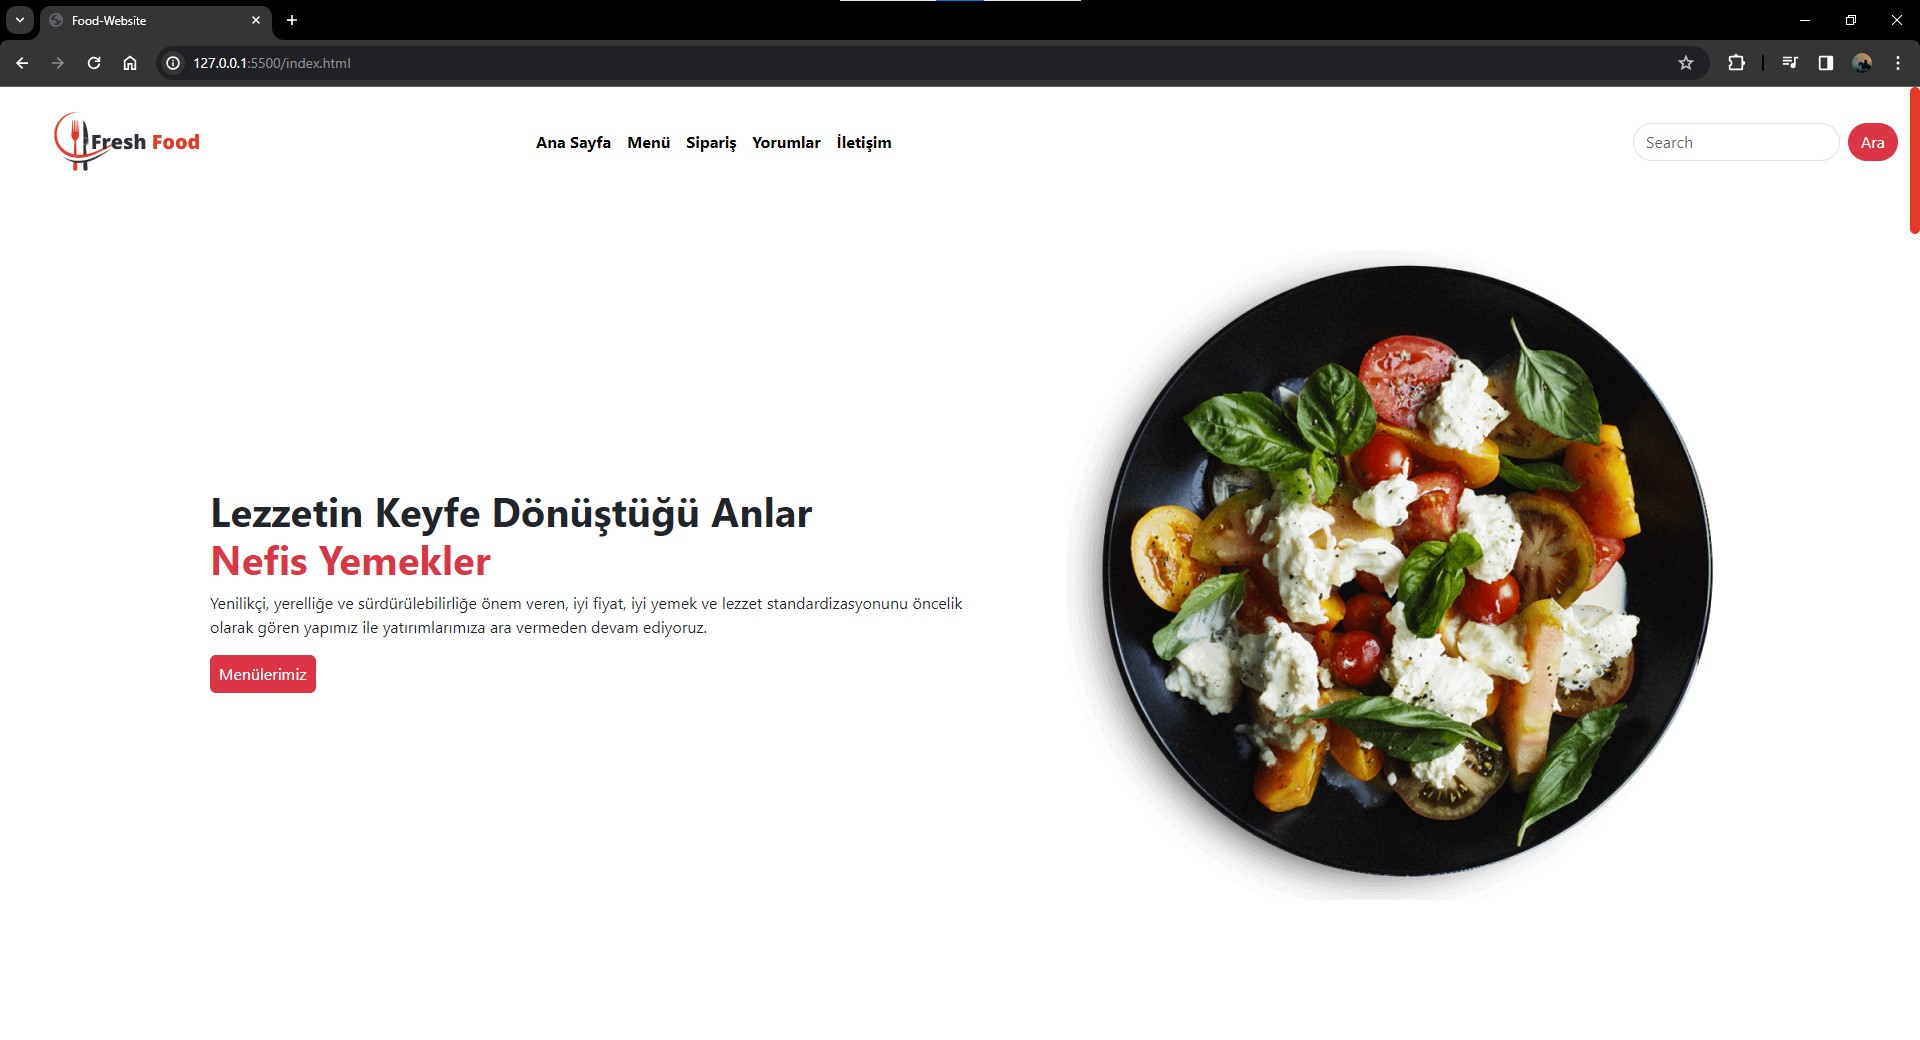 Food-Website
127.0.0.1:5500/index.html
Fresh Food
Ana Sayfa Menü Sipariş Yorumlar İletişim
Search
Ara
Lezzetin Keyfe Dönüştüğü Anlar
Nefis Yemekler
Yenilikçi, yerelliğe ve sürdürülebilirliğe önem veren, iyi fiyat, iyi yemek ve lezzet standardizasyonunu öncelik
olarak gören yapımız ile yatırımlarımıza ara vermeden devam ediyoruz.
Menülerimiz